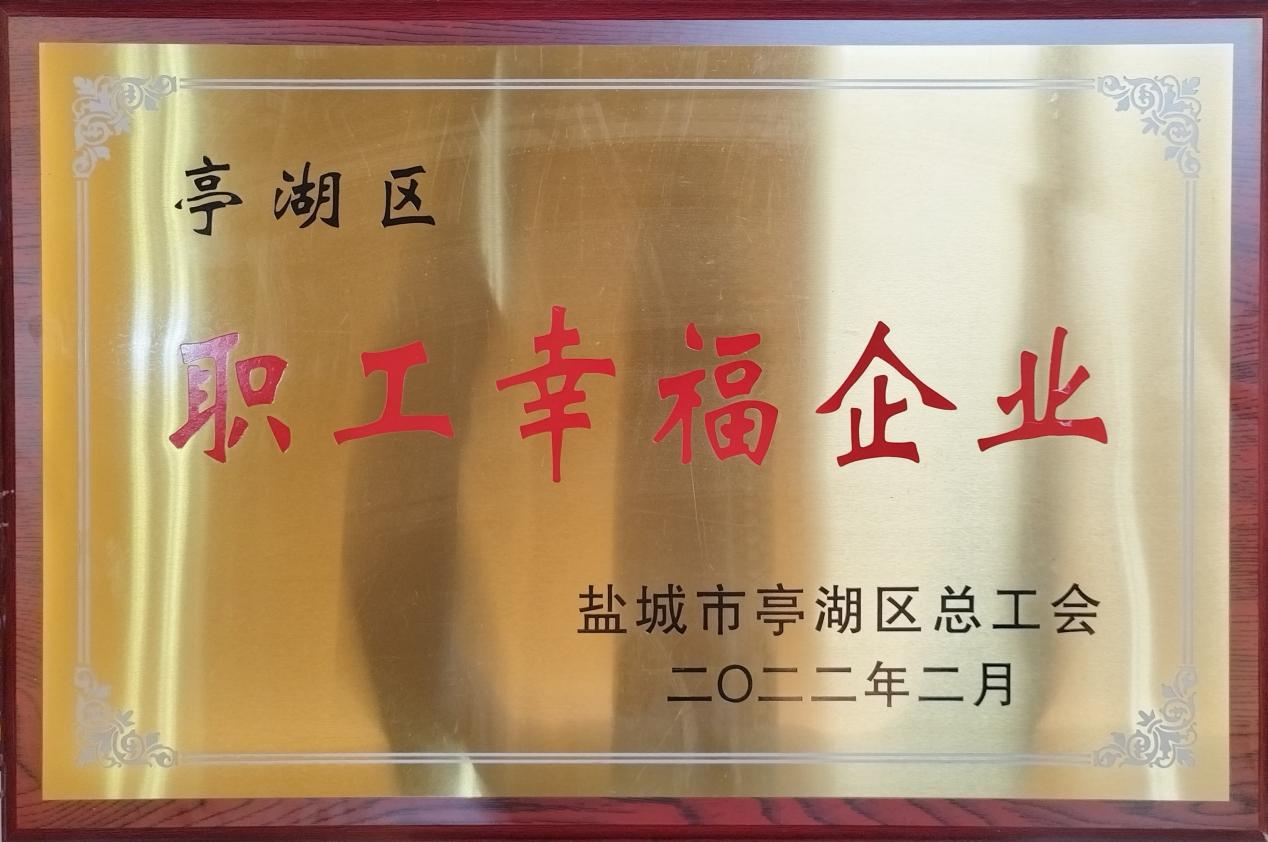 亭湖区
职工幸福企业
盐城市亭湖区总工会
二〇二二年二月